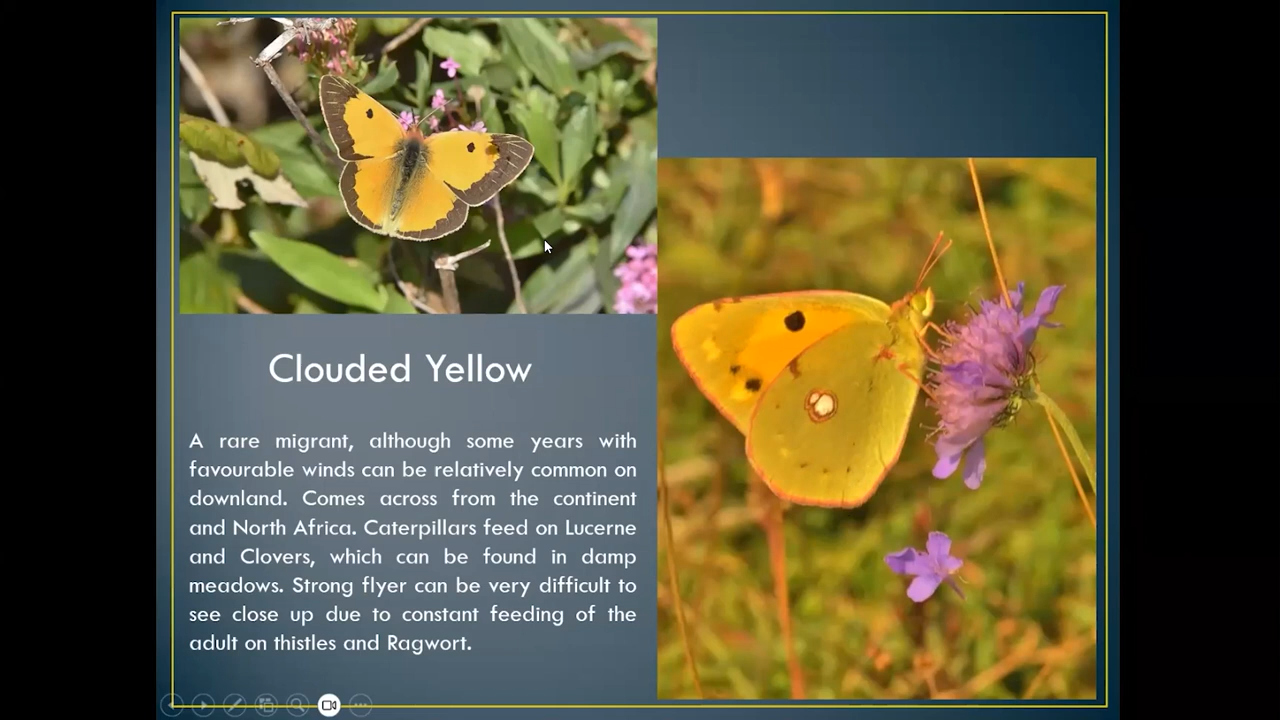 Clouded Yellow
A rare migrant, although some years with
favourable winds can be relatively common on
downland. Comes across from the continent
and North Africa. Caterpillars feed on Lucerne
and Clovers, which can be found in damp
meadows. Strong flyer can be very difficult to
see close up due to constant feeding of the
adult on thistles and Ragwort.